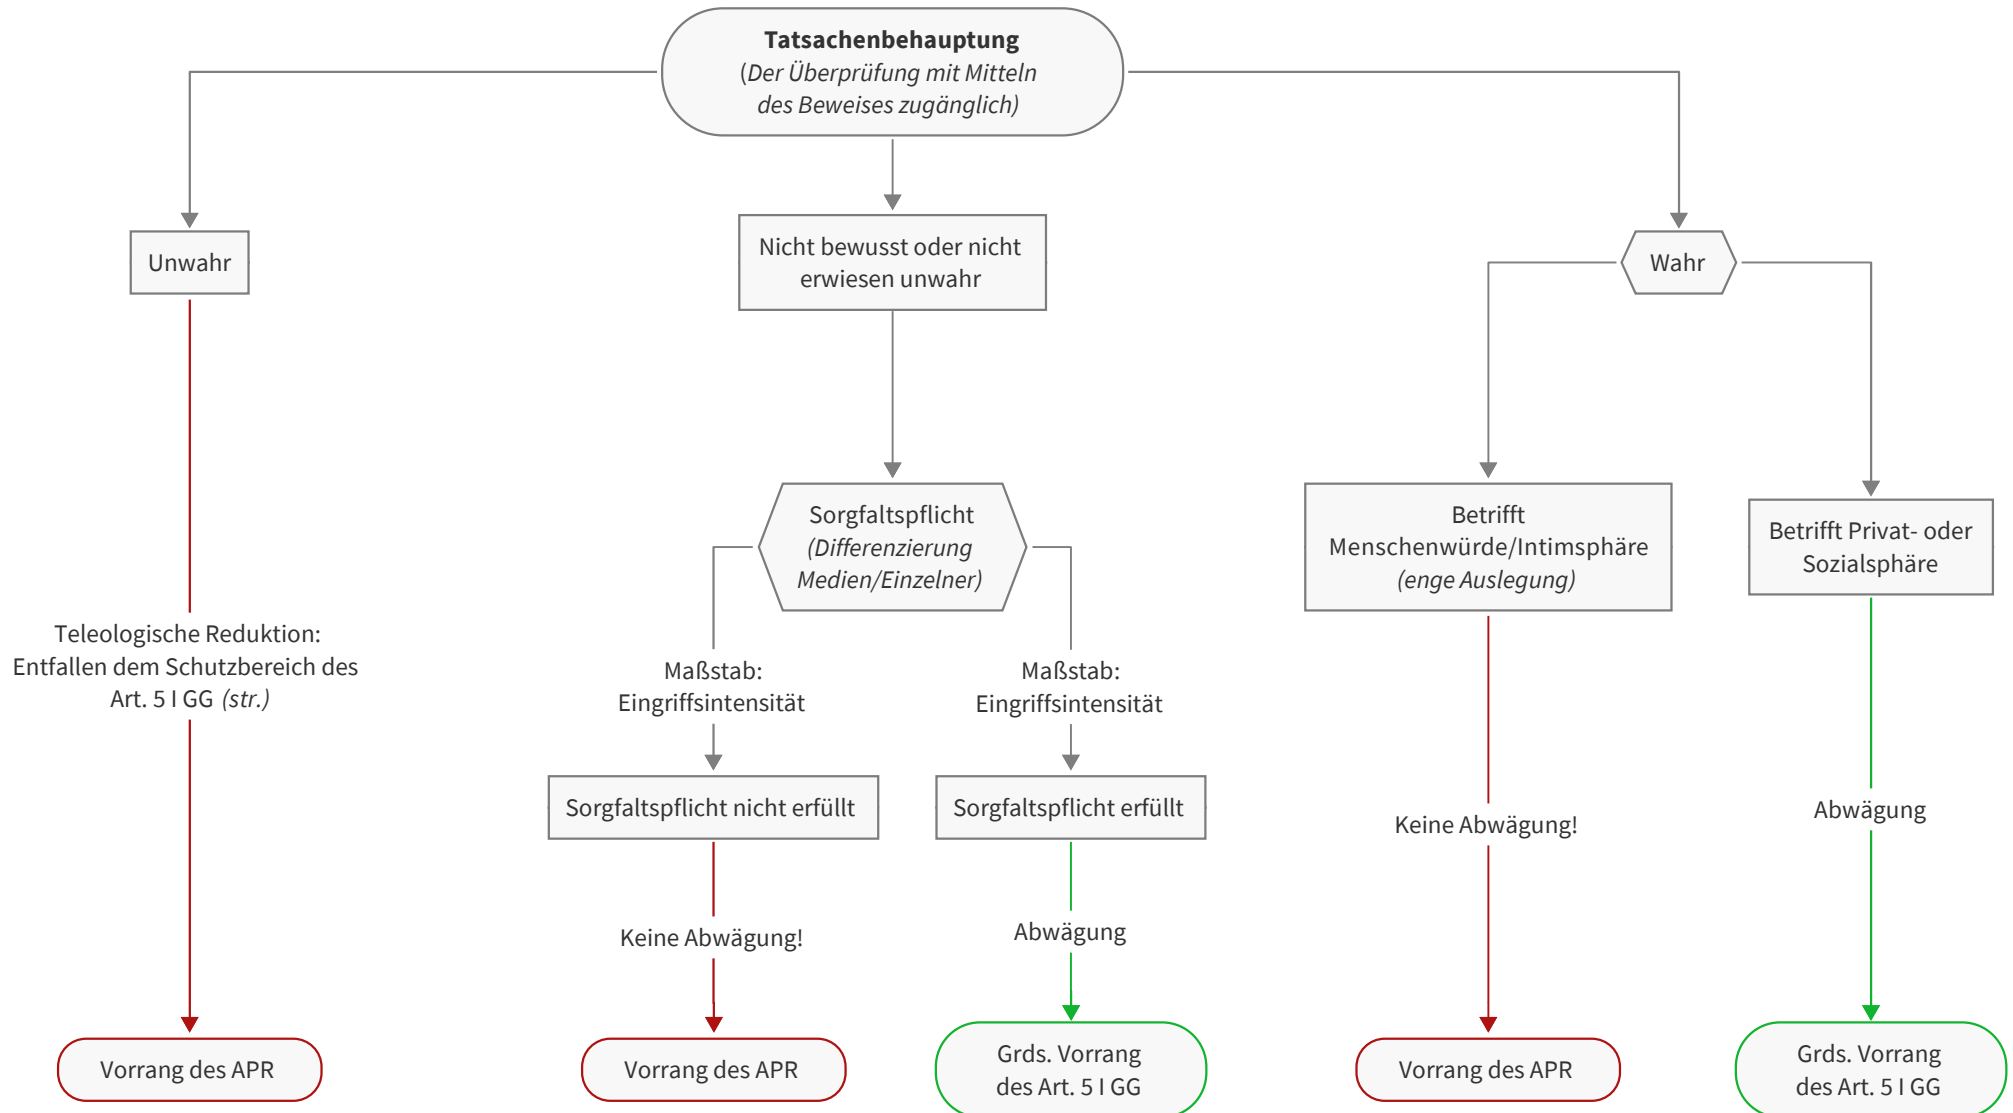 Tatsachenbehauptung
(Der Überprüfung mit Mitteln
des Beweises zugänglich)
Unwahr
Nicht bewusst oder nicht
erwiesen unwahr
Wahr
Sorgfaltspflicht
(Differenzierung
Medien/Einzelner)
Betrifft
Menschenwürde/Intimsphäre
(enge Auslegung)
Betrifft Privat- oder
Sozialsphäre
Teleologische Reduktion:
Entfallen dem Schutzbereich des
Art. 5 I GG (str.)
Maßstab:
Eingriffsintensität
Maßstab:
Eingriffsintensität
Sorgfaltspflicht nicht erfüllt
Sorgfaltspflicht erfüllt
Keine Abwägung!
Abwägung
Keine Abwägung!
Abwägung
Vorrang des APR
Vorrang des APR
Grds. Vorrang
des Art. 5 I GG
Vorrang des APR
Grds. Vorrang
des Art. 5 I GG